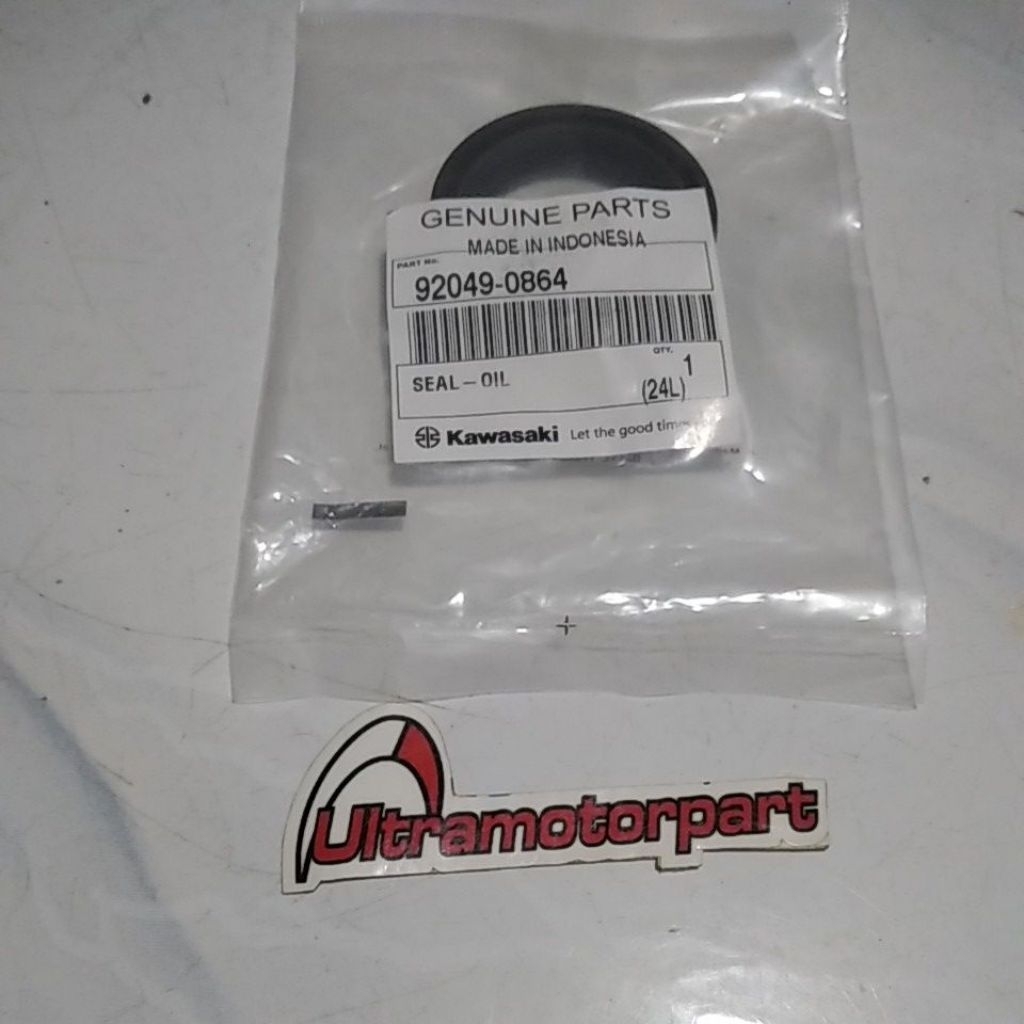 GENUINE PARTS
MADE IN INDONESIA
PART No.
92049-0864
QTY.
SEAL-OIL 1
(24L)
Kawasaki Let the good
Ultramotorpart